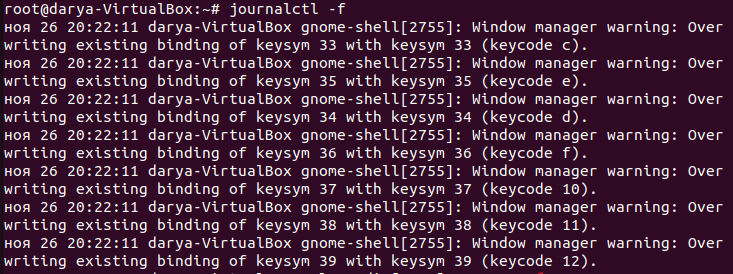 root@darya-VirtualBox:~# journalctl -f
ноя 26 20:22:11 darya-VirtualBox gnome-shell[2755]: Window manager warning: Over
writing existing binding of keysym 33 with keysym 33 (keycode c).
ноя 26 20:22:11 darya-VirtualBox gnome-shell[2755]: Window manager warning: Over
writing existing binding of keysym 35 with keysym 35 (keycode e).
ноя 26 20:22:11 darya-VirtualBox gnome-shell[2755]: Window manager warning: Over
writing existing binding of keysym 34 with keysym 34 (keycode d).
ноя 26 20:22:11 darya-VirtualBox gnome-shell[2755]: Window manager warning: Over
writing existing binding of keysym 36 with keysym 36 (keycode f).
ноя 26 20:22:11 darya-VirtualBox gnome-shell[2755]: Window manager warning: Over
writing existing binding of keysym 37 with keysym 37 (keycode 10).
ноя 26 20:22:11 darya-VirtualBox gnome-shell[2755]: Window manager warning: Over
writing existing binding of keysym 38 with keysym 38 (keycode 11).
ноя 26 20:22:11 darya-VirtualBox gnome-shell[2755]: Window manager warning: Over
writing existing binding of keysym 39 with keysym 39 (keycode 12).